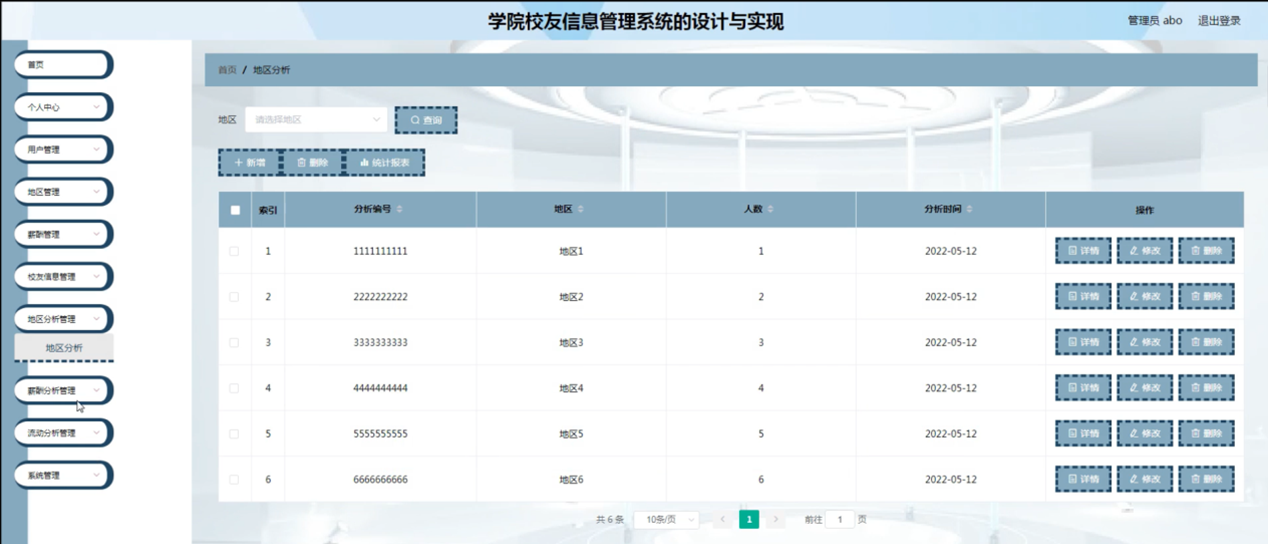 学院校友信息管理系统的设计与实现
管理员 abo 退出登录
首页
个人中心
用户管理
地区管理
薪酬管理
校友信息管理
地区分析管理
地区分析
薪酬分析管理
流动分析管理
系统管理
首页 / 地区分析
地区 请选择地区 查询
+ 新增 删除 统计报表
索引 分析编号 地区 人数 分析时间 操作
1 1111111111 地区1 1 2022-05-12 详情 修改 删除
2 2222222222 地区2 2 2022-05-12 详情 修改 删除
3 3333333333 地区3 3 2022-05-12 详情 修改 删除
4 4444444444 地区4 4 2022-05-12 详情 修改 删除
5 5555555555 地区5 5 2022-05-12 详情 修改 删除
6 6666666666 地区6 6 2022-05-12 详情 修改 删除
共 6 条 10条/页 1 前往 1 页